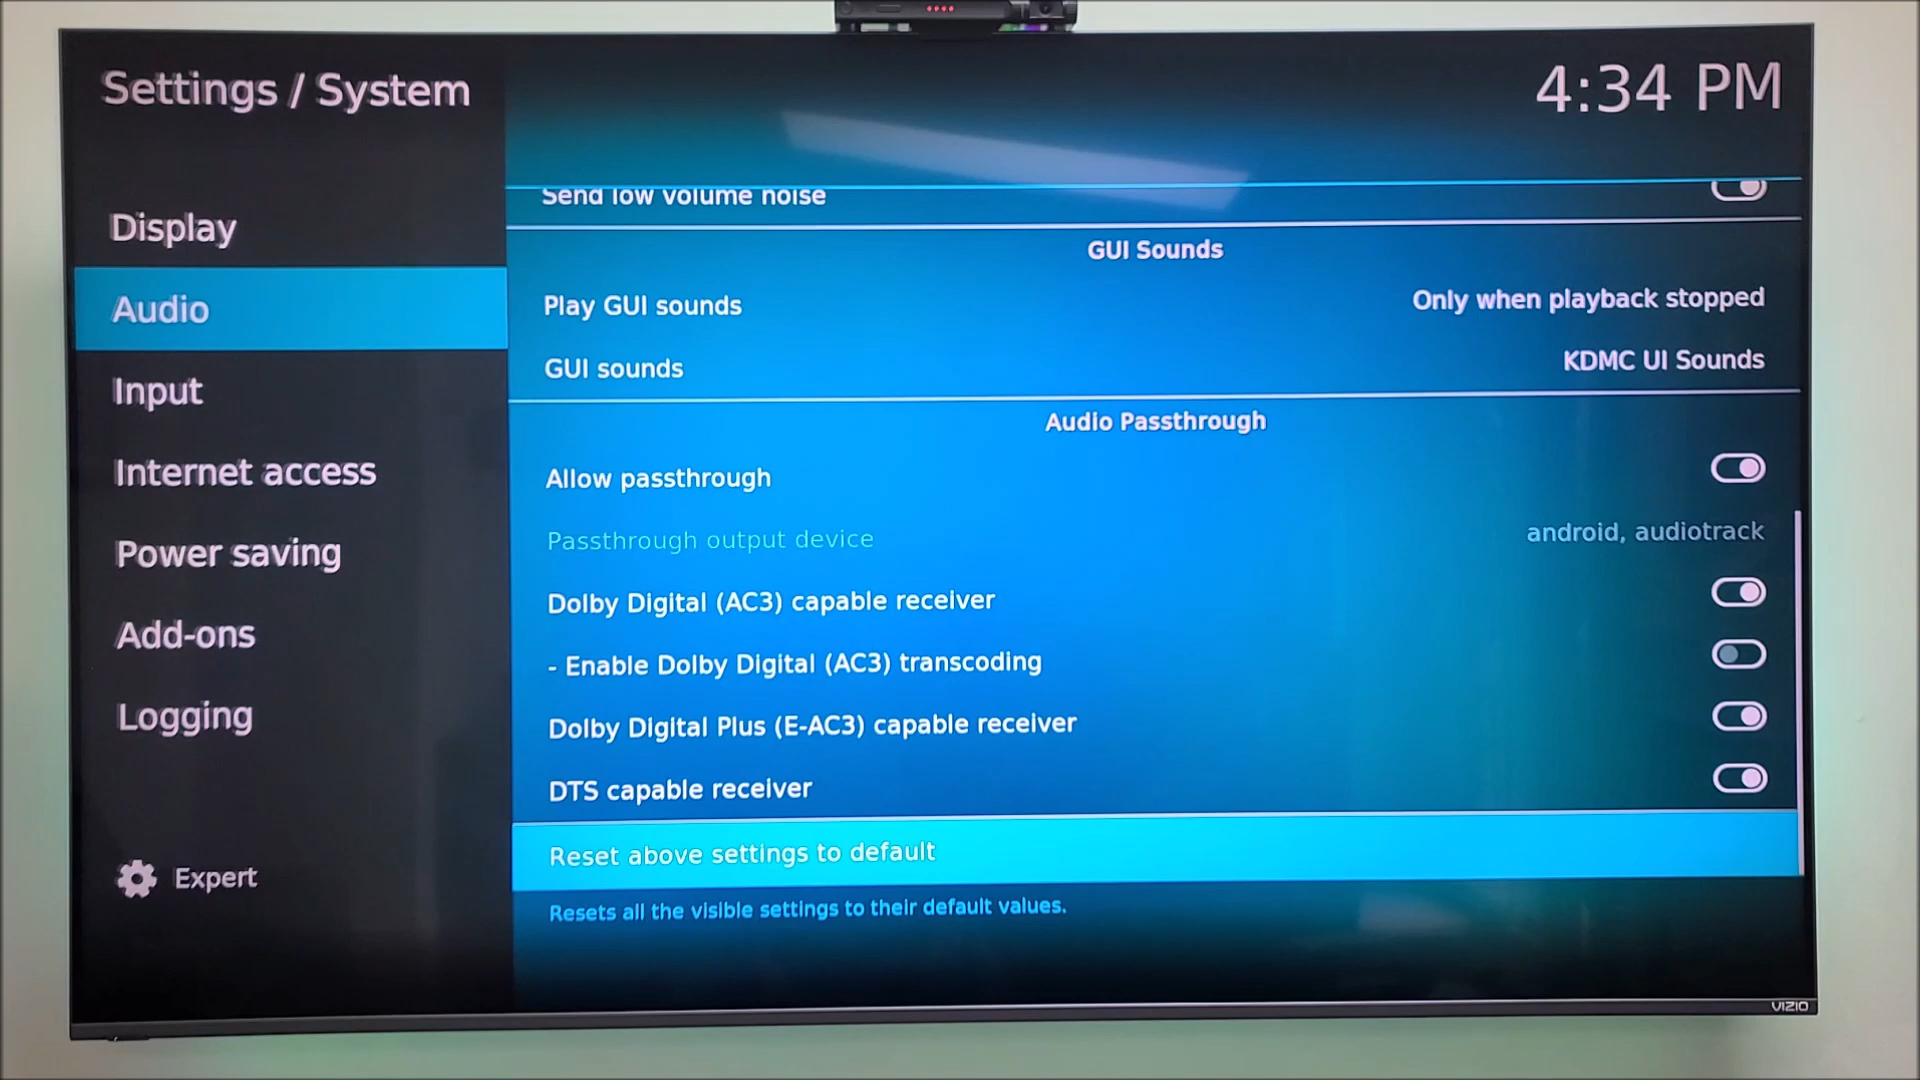 Settings / System
4:34 PM
Display
Audio
Input
Internet access
Power saving
Add-ons
Logging
Expert
Send low volume noise
GUI Sounds
Play GUI sounds Only when playback stopped
GUI sounds KDMC UI Sounds
Audio Passthrough
Allow passthrough
Passthrough output device android, audiotrack
Dolby Digital (AC3) capable receiver
- Enable Dolby Digital (AC3) transcoding
Dolby Digital Plus (E-AC3) capable receiver
DTS capable receiver
Reset above settings to default
Resets all the visible settings to their default values.
VIZIO